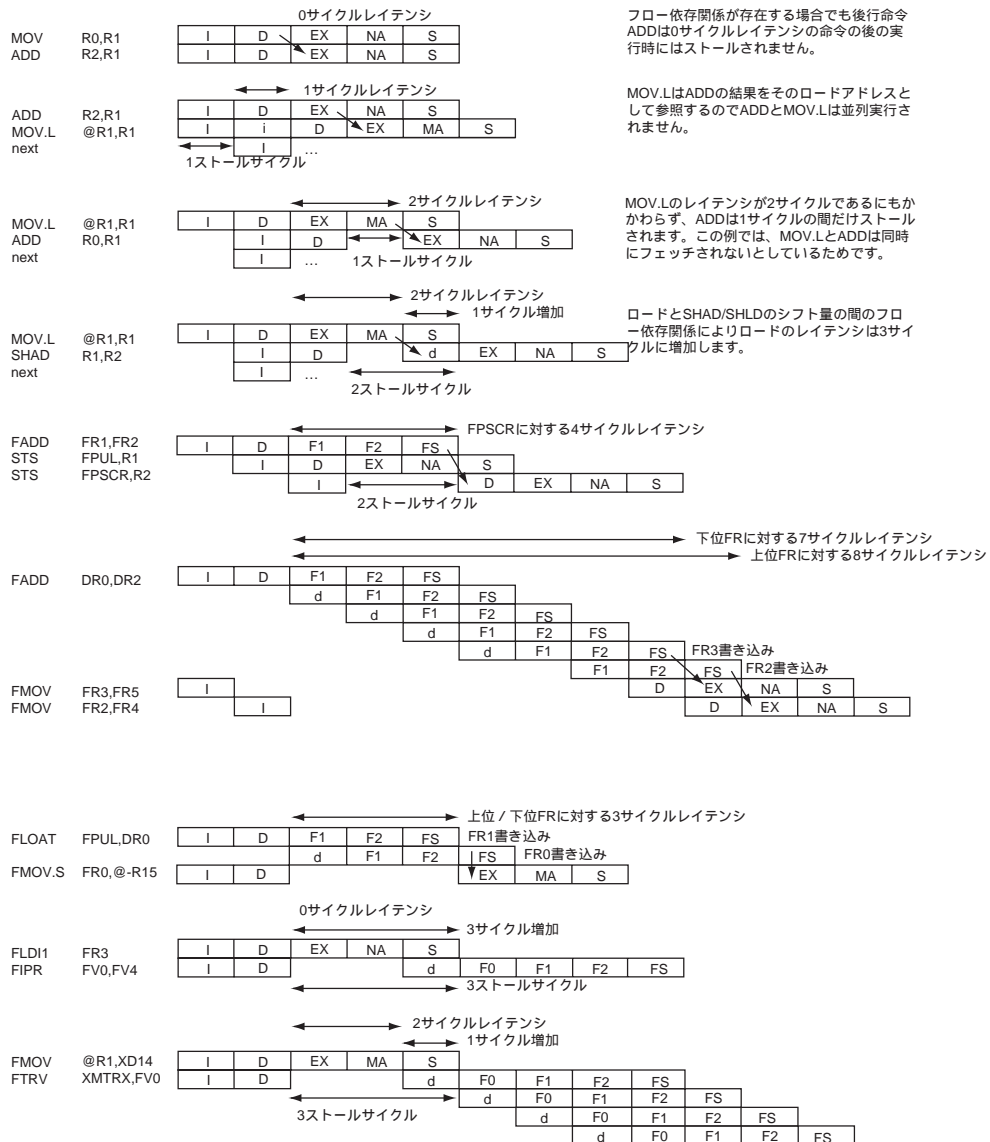 0サイクルレイテンシ
MOV R0,R1 I D EX NA S
ADD R2,R1 I D EX NA S
フロー依存関係が存在する場合でも後行命令
ADDは0サイクルレイテンシの命令の後の実
行時にはストールされません。
1サイクルレイテンシ
ADD R2,R1 I D EX NA S
MOV.L @R1,R1 I i D EX MA S
next I ...
1ストールサイクル
MOV.LはADDの結果をそのロードアドレスと
して参照するのでADDとMOV.Lは並列実行さ
れません。
2サイクルレイテンシ
MOV.L @R1,R1 I D EX MA S
ADD R0,R1 I D EX NA S
next I ... 1ストールサイクル
MOV.Lのレイテンシが2サイクルであるにもか
かわらず、ADDは1サイクルの間だけストール
されます。この例では、MOV.LとADDは同時
にフェッチされないとしているためです。
2サイクルレイテンシ
1サイクル増加
MOV.L @R1,R1 I D EX MA S
SHAD R1,R2 I D d EX NA S
next I ...
2ストールサイクル
ロードとSHAD/SHLDのシフト量の間のフロ
ー依存関係によりロードのレイテンシは3サイ
クルに増加します。
FPSCRに対する4サイクルレイテンシ
FADD FR1,FR2 I D F1 F2 FS
STS FPUL,R1 I D EX NA S
STS FPSCR,R2 I D EX NA S
2ストールサイクル
下位FRに対する7サイクルレイテンシ
上位FRに対する8サイクルレイテンシ
FADD DR0,DR2 I D F1 F2 FS
d F1 F2 FS
d F1 F2 FS
d F1 F2 FS
d F1 F2 FS FR3書き込み
F1 F2 FS FR2書き込み
FMOV FR3,FR5 I D EX NA S
FMOV FR2,FR4 I D EX NA S
上位 / 下位FRに対する3サイクルレイテンシ
FLOAT FPUL,DR0 I D F1 F2 FS FR1書き込み
d F1 F2 FS FR0書き込み
FMOV.S FR0,@-R15 I D EX MA S
0サイクルレイテンシ
3サイクル増加
FLDI1 FR3 I D EX NA S
FIPR FV0,FV4 I D d F0 F1 F2 FS
3ストールサイクル
2サイクルレイテンシ
1サイクル増加
FMOV @R1,XD14 I D EX MA S
FTRV XMTRX,FV0 I D d F0 F1 F2 FS
d F0 F1 F2 FS
3ストールサイクル d F0 F1 F2 FS
d F0 F1 F2 FS